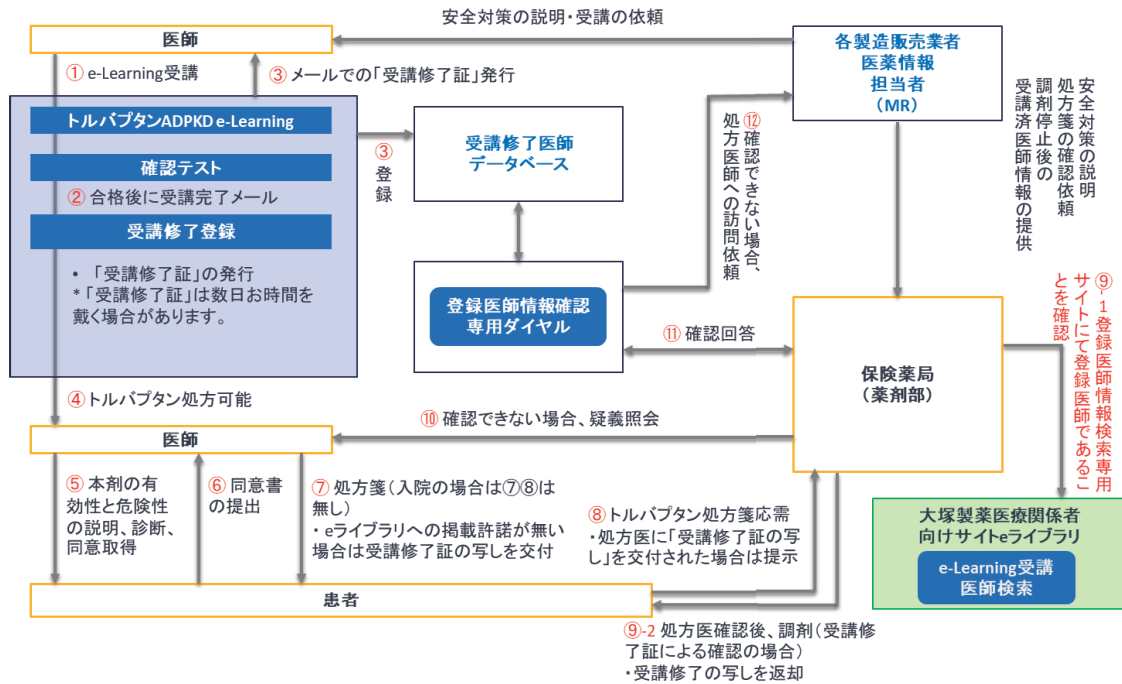 安全対策の説明・受講の依頼
医師
① e-Learning受講
③ メールでの「受講修了証」発行
各製造販売業者
医薬情報
担当者
（MR）
安全対策の説明
処方箋の確認依頼
調剤停止後の
受講済医師情報の提供
トルバプタンADPKD e-Learning
確認テスト
② 合格後に受講完了メール
受講修了登録
• 「受講修了証」の発行
* 「受講修了証」は数日お時間を
戴く場合があります。
③
登録
受講修了医師
データベース
⑫
確認できない場合、
処方医師への訪問依頼
登録医師情報確認
専用ダイヤル
⑪ 確認回答
保険薬局
（薬剤部）
⑨-1登録医師情報検索専用
サイトにて登録医師であるこ
とを確認
④ トルバプタン処方可能
医師
⑩ 確認できない場合、疑義照会
⑤ 本剤の有
効性と危険性
の説明、診断、
同意取得
⑥ 同意書
の提出
⑦ 処方箋（入院の場合は⑦⑧は
無し）
・eライブラリへの掲載許諾が無い
場合は受講修了証の写しを交付
⑧ トルバプタン処方箋応需
・処方医に「受講修了証の写
し」を交付された場合は提示
大塚製薬医療関係者
向けサイトeライブラリ
e-Learning受講
医師検索
患者
⑨-2 処方医確認後、調剤（受講修
了証による確認の場合）
・受講修了の写しを返却